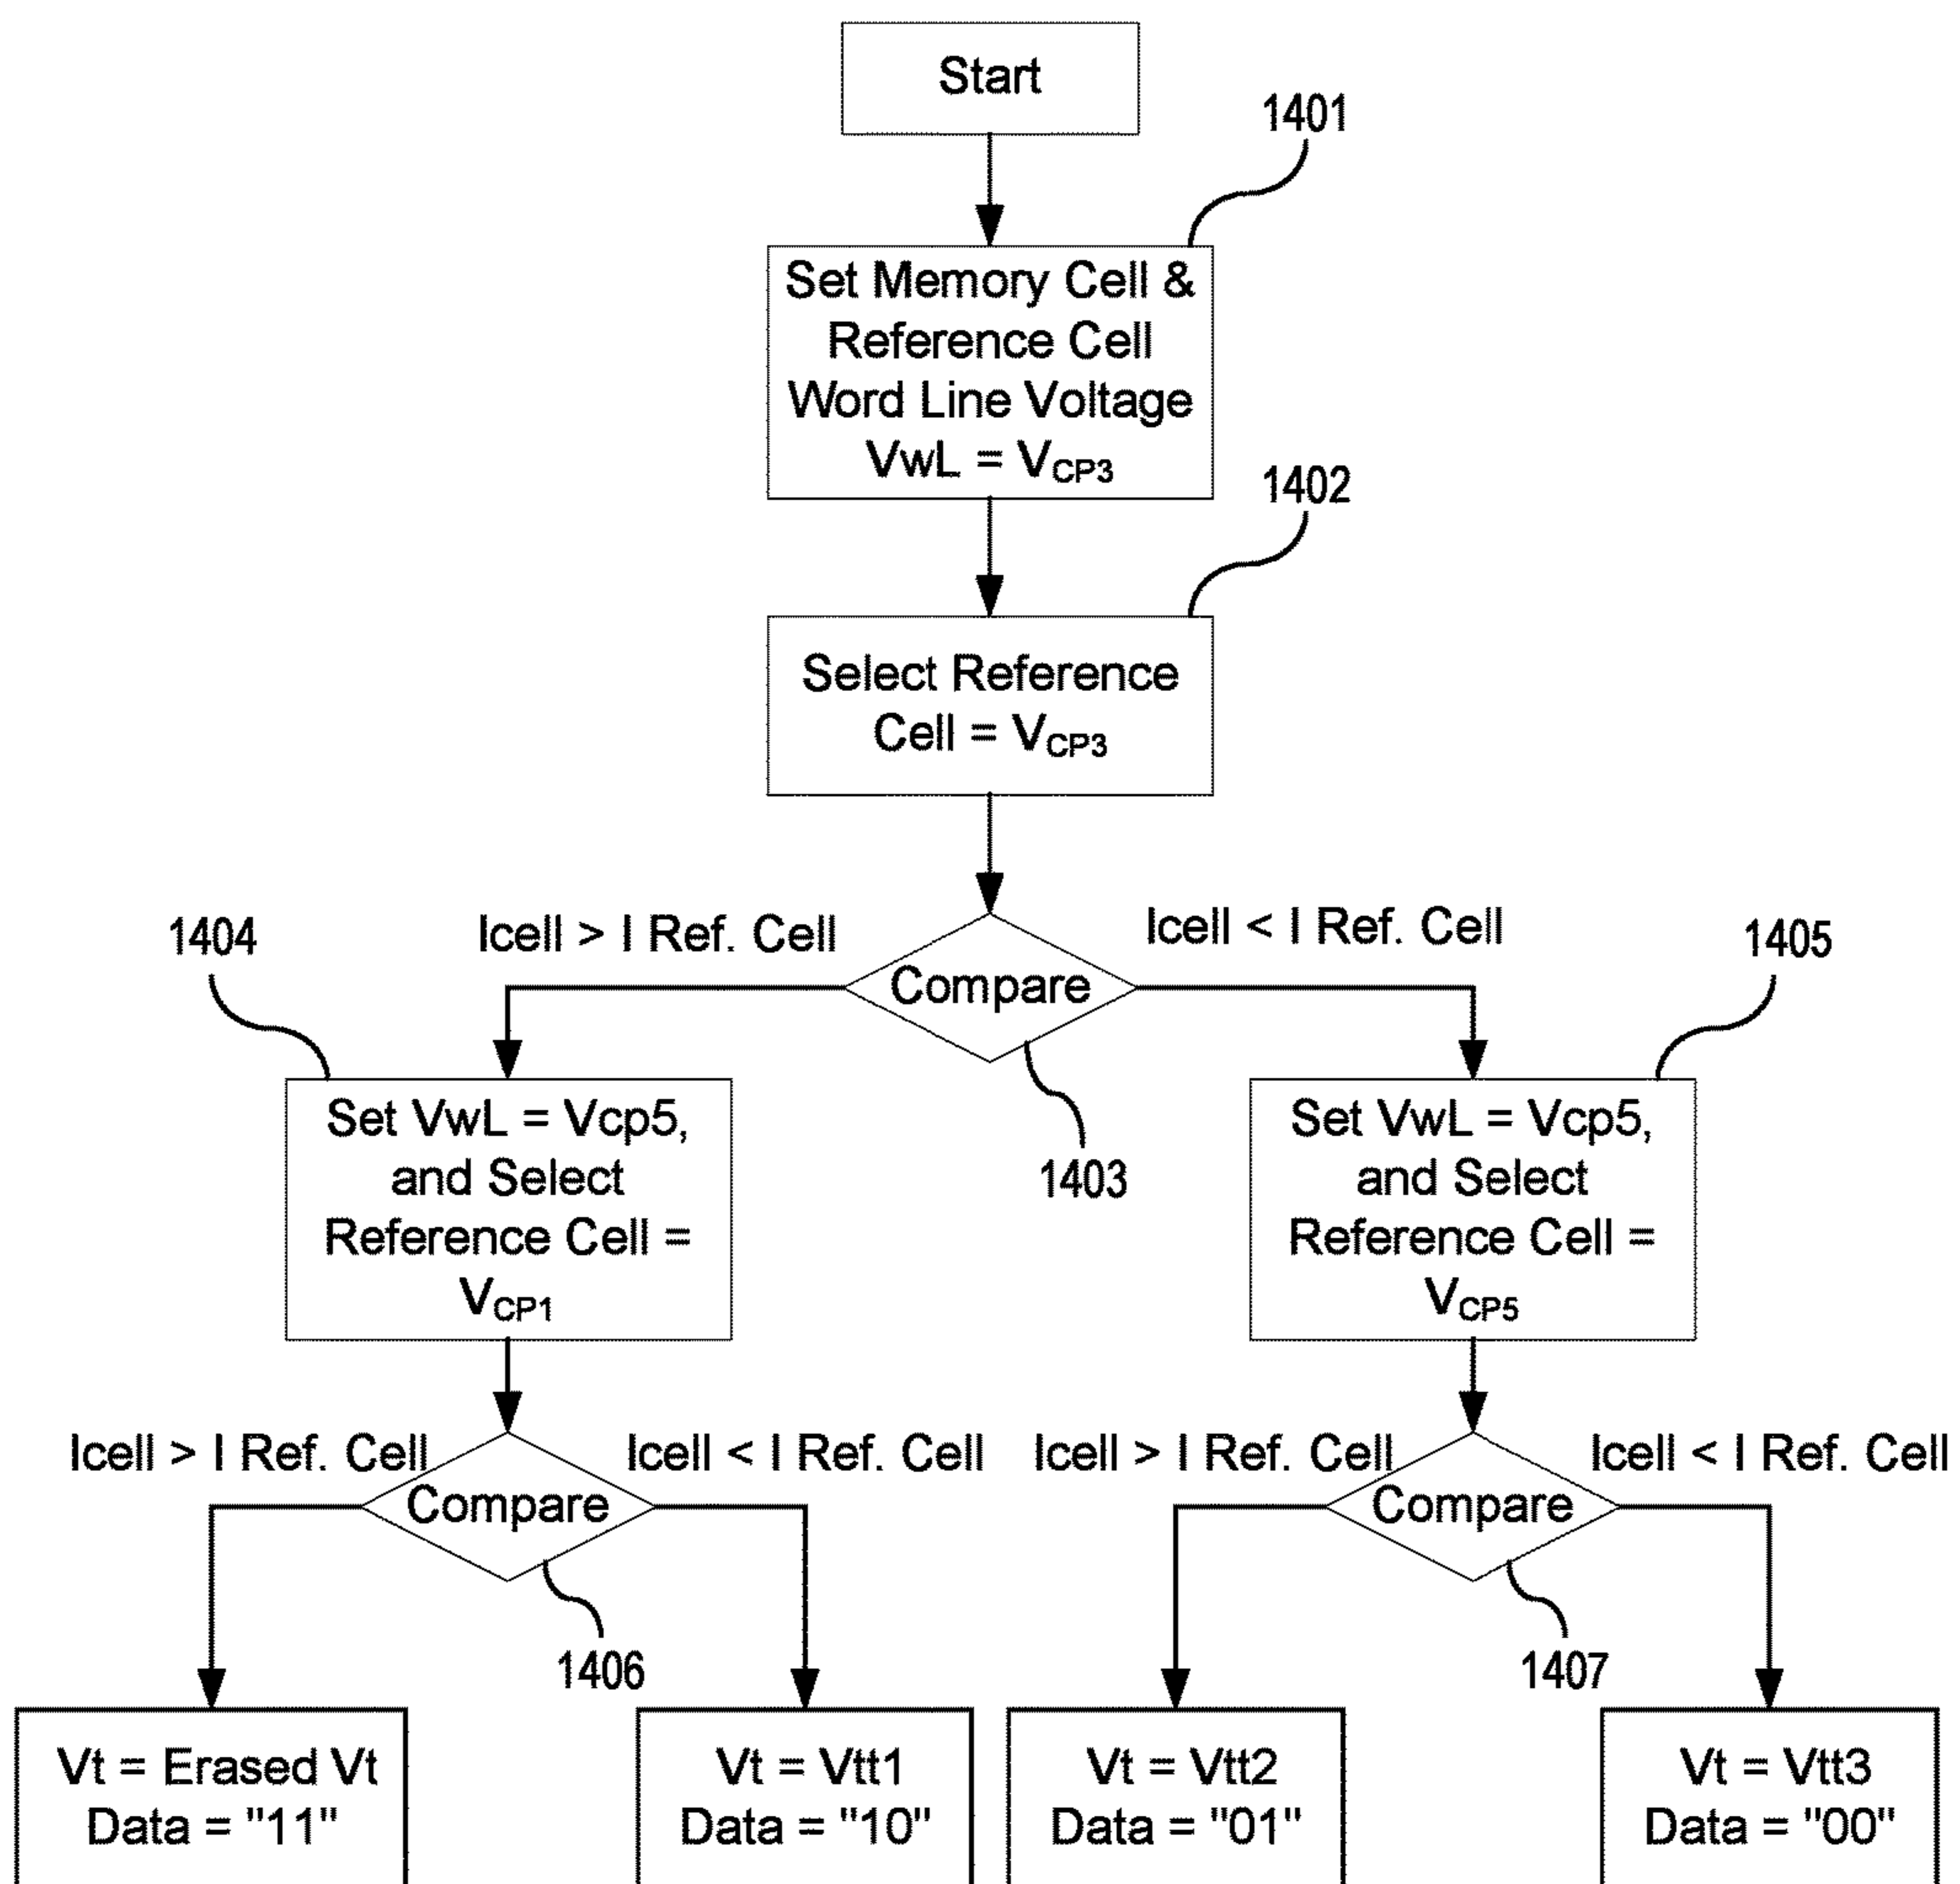 Start
1401
Set Memory Cell &
Reference Cell
Word Line Voltage
VwL = VCP3
1402
Select Reference
Cell = VCP3
1404
Icell > I Ref. Cell
Icell < I Ref. Cell
1405
Compare
1403
Set VwL = Vcp5,
and Select
Reference Cell =
VCP1
Set VwL = Vcp5,
and Select
Reference Cell =
VCP5
Icell > I Ref. Cell
Icell < I Ref. Cell
Icell > I Ref. Cell
Icell < I Ref. Cell
Compare
Compare
1406
1407
Vt = Erased Vt
Data = "11"
Vt = Vtt1
Data = "10"
Vt = Vtt2
Data = "01"
Vt = Vtt3
Data = "00"